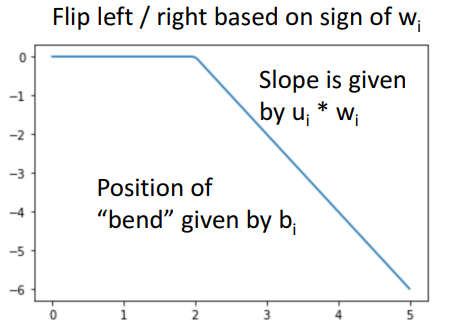 Flip left / right based on sign of wᵢ
0
Slope is given
−1
by uᵢ * wᵢ
−2
−3
Position of
−4
"bend" given by bᵢ
−5
−6
0 1 2 3 4 5